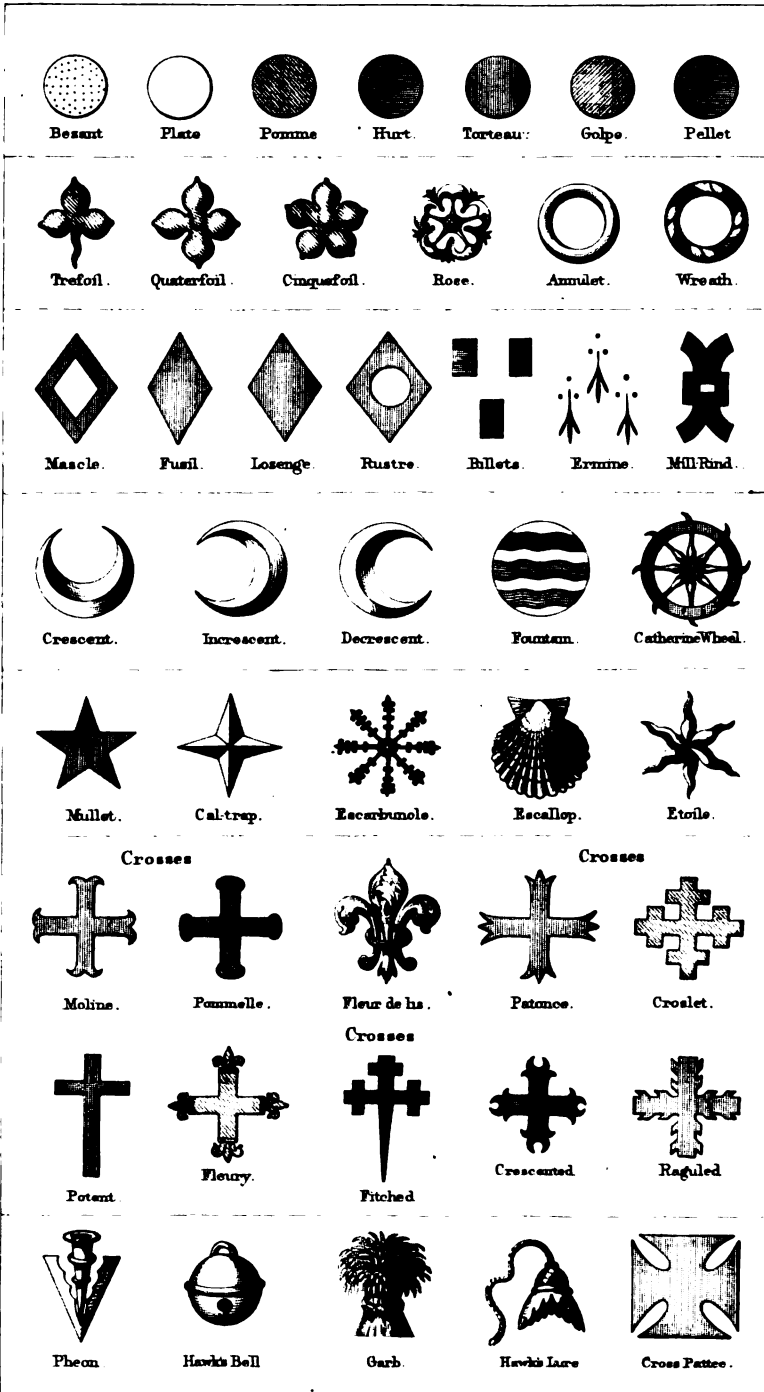 Besant Plate Pomme Hurt. Torteau: Golpe. Pellet
Trefoil. Quaterfoil. Cinquefoil. Rose. Annulet. Wreath.
Mascle. Fusil. Lozenge. Rustre. Billets. Ermine. Mill-Rind.
Crescent. Increscent. Decrescent. Fountain. Catherine Wheel.
Mullet. Cal-trap. Escarbuncle. Escallop. Etoile.
Crosses Crosses
Moline. Pommelle. Fleur de lis. Patonce. Croslet.
Crosses
Potent Fleury. Fitched Crescented Raguled
Pheon Hawk's Bell Garb. Hawk's Lure Cross Pattee.